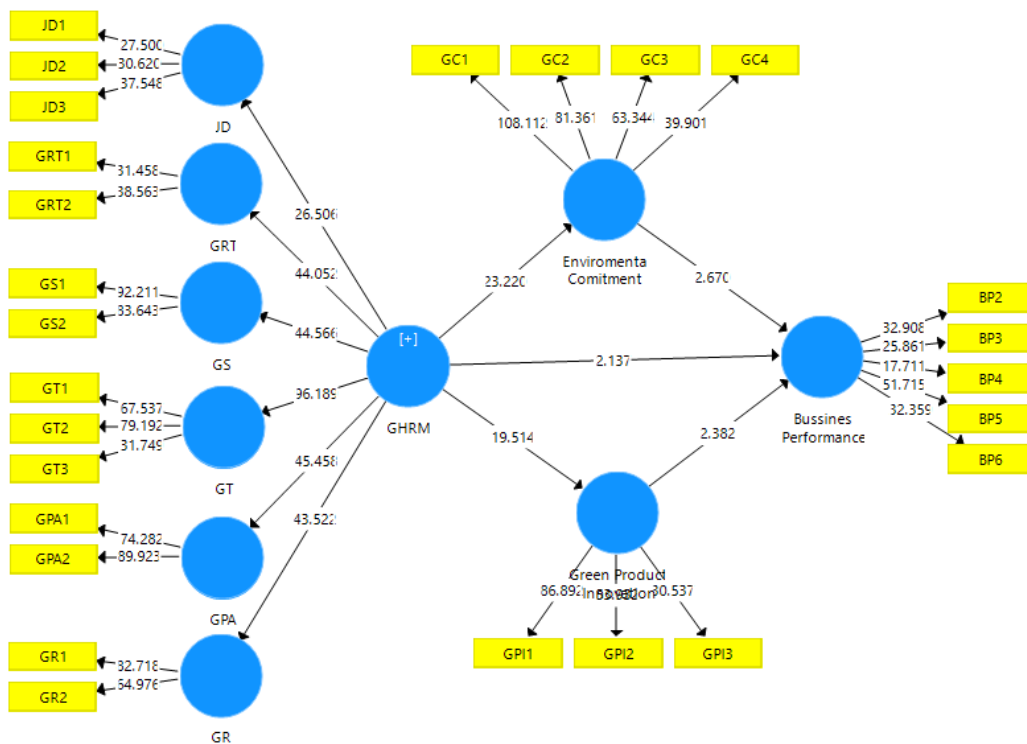 JD1
JD2
JD3
27.500
30.620
37.548
JD
GRT1
GRT2
31.458
38.563
GRT
GS1
GS2
92.211
33.643
GS
GT1
GT2
GT3
67.537
79.192
31.749
GT
GPA1
GPA2
74.282
89.923
GPA
GR1
GR2
GR
26.506
44.052
44.566
96.189
45.458
43.522
[+]
GHRM
GC1
GC2
GC3
GC4
108.112
81.361
63.344
39.901
Enviromenta
Comitment
23.220
2.670
2.137
19.514
2.382
Green Product
Innovation
86.892
30.537
GPI1
GPI2
GPI3
Bussines
Performance
32.908
25.861
17.711
51.715
32.359
BP2
BP3
BP4
BP5
BP6